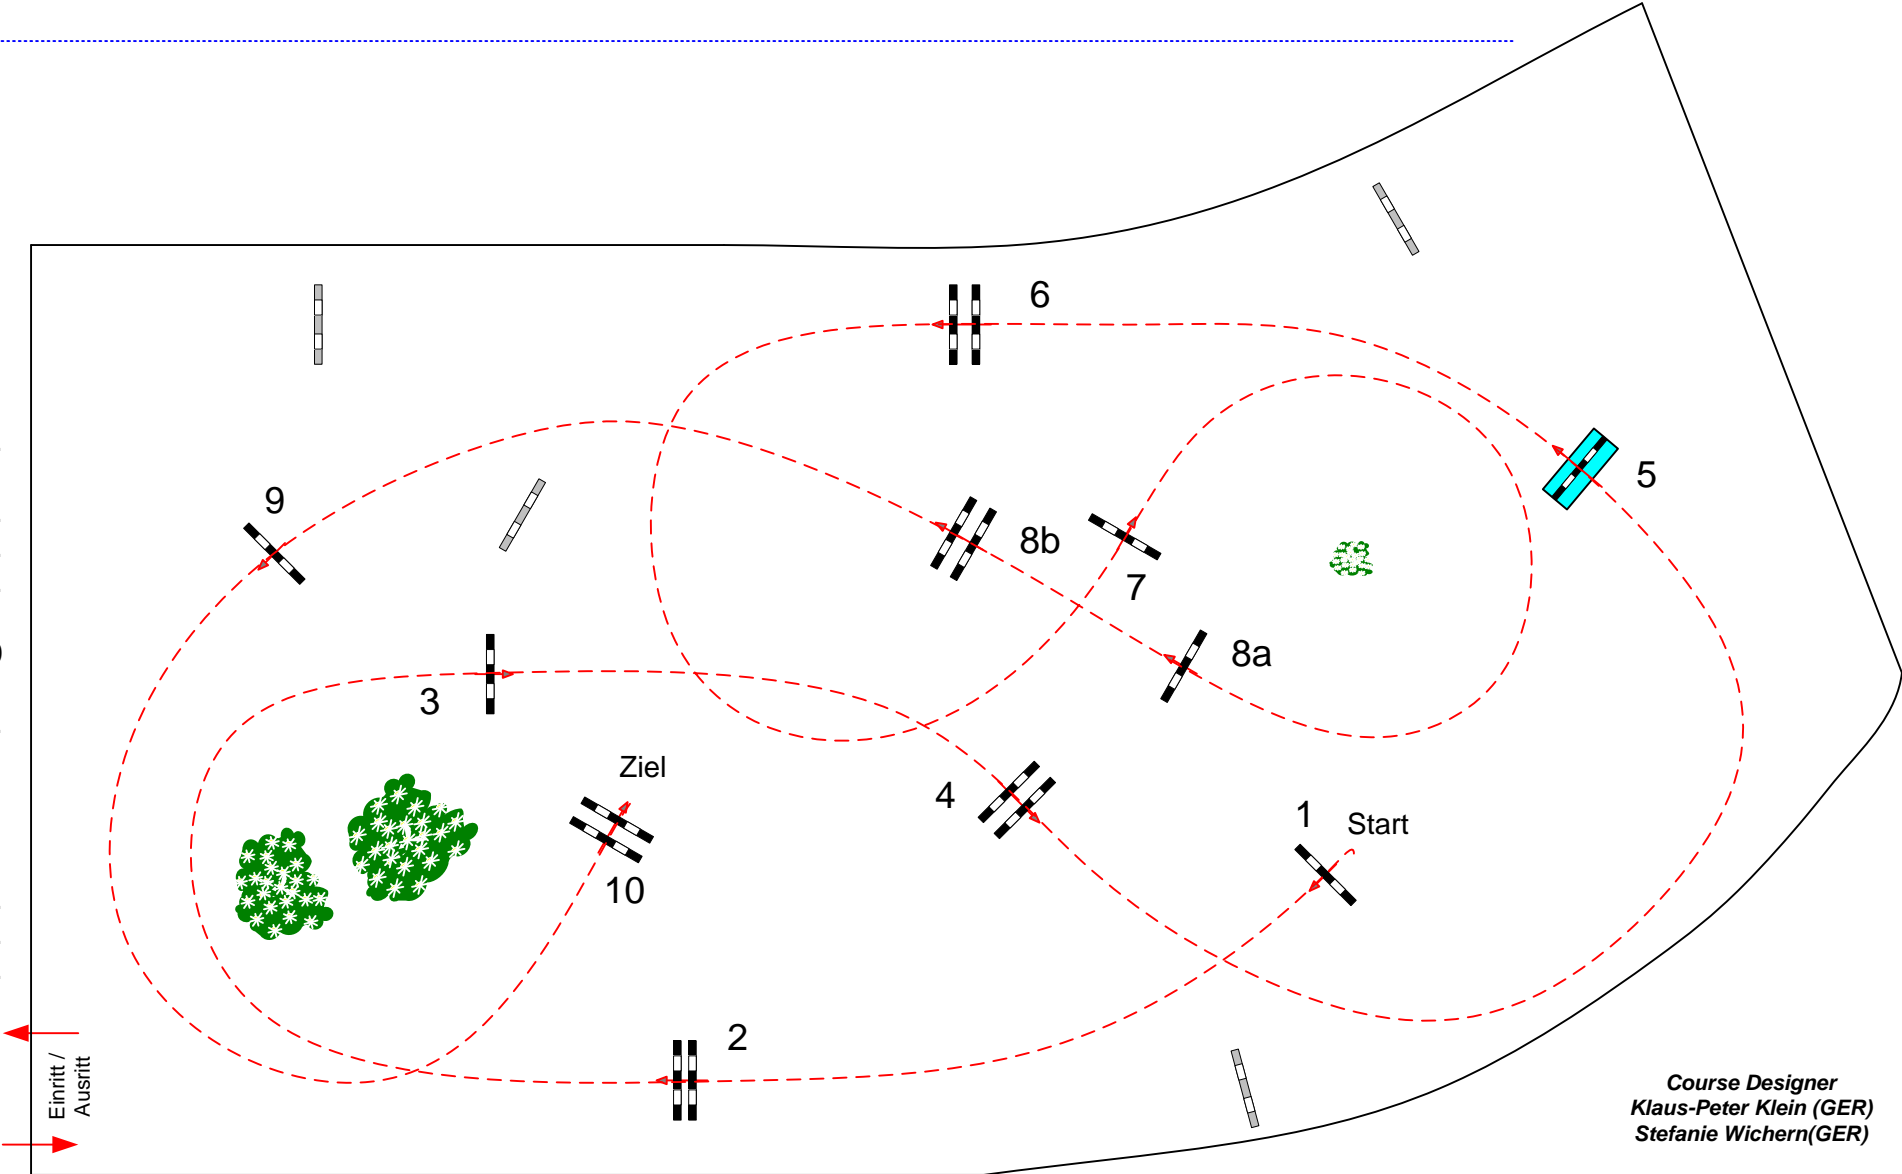 6
5
9
8b
7
8a
3
Ziel
4
1
Start
10
2
Einritt /
Ausritt
Course Designer
Klaus-Peter Klein (GER)
Stefanie Wichern(GER)